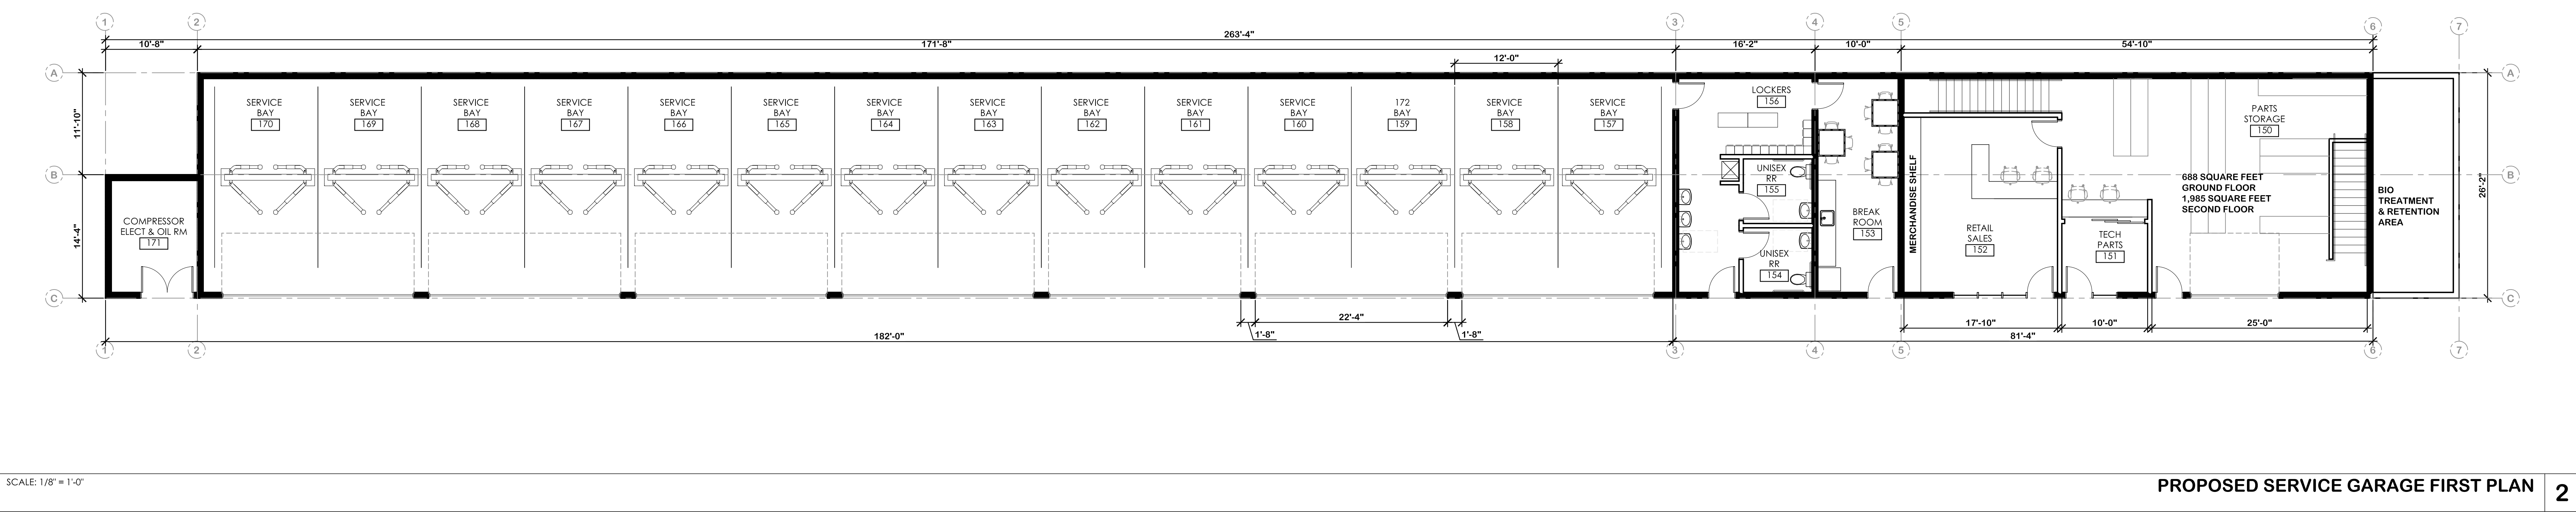 1
2
3
4
5
6
7
263'-4"
10'-8"
171'-8"
16'-2"
10'-0"
54'-10"
12'-0"
A
A
11'-10"
SERVICE
BAY
170
SERVICE
BAY
169
SERVICE
BAY
168
SERVICE
BAY
167
SERVICE
BAY
166
SERVICE
BAY
165
SERVICE
BAY
164
SERVICE
BAY
163
SERVICE
BAY
162
SERVICE
BAY
161
SERVICE
BAY
160
172
BAY
159
SERVICE
BAY
158
SERVICE
BAY
157
LOCKERS
156
PARTS
STORAGE
150
B
B
UNISEX
RR
155
MERCHANDISE SHELF
688 SQUARE FEET
GROUND FLOOR
1,985 SQUARE FEET
SECOND FLOOR
BIO
TREATMENT
& RETENTION
AREA
26'-2"
14'-4"
COMPRESSOR
ELECT & OIL RM
171
BREAK
ROOM
153
RETAIL
SALES
152
TECH
PARTS
151
UNISEX
RR
154
C
C
22'-4"
1'-8"
1'-8"
17'-10"
10'-0"
25'-0"
182'-0"
81'-4"
1
2
3
4
5
6
7
SCALE: 1/8" = 1'-0"
PROPOSED SERVICE GARAGE FIRST PLAN
2